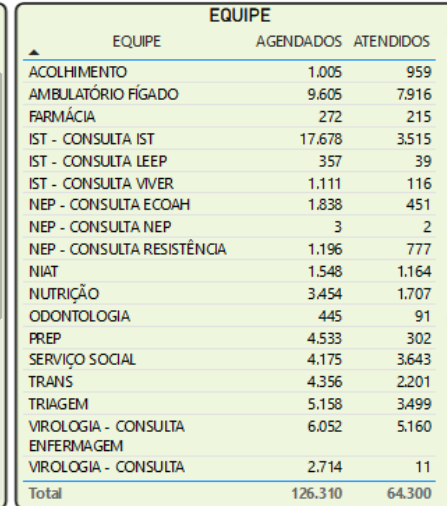 EQUIPE
EQUIPE AGENDADOS ATENDIDOS
ACOLHIMENTO 1.005 959
AMBULATÓRIO FÍGADO 9.605 7.916
FARMÁCIA 272 215
IST - CONSULTA IST 17.678 3.515
IST - CONSULTA LEEP 357 39
IST - CONSULTA VIVER 1.111 116
NEP - CONSULTA ECOAH 1.838 451
NEP - CONSULTA NEP 3 2
NEP - CONSULTA RESISTÊNCIA 1.196 777
NIAT 1.548 1.164
NUTRIÇÃO 3.454 1.707
ODONTOLOGIA 445 91
PREP 4.533 302
SERVIÇO SOCIAL 4.175 3.643
TRANS 4.356 2.201
TRIAGEM 5.158 3.499
VIROLOGIA - CONSULTA 6.052 5.160
ENFERMAGEM
VIROLOGIA - CONSULTA 2.714 11
Total 126.310 64.300